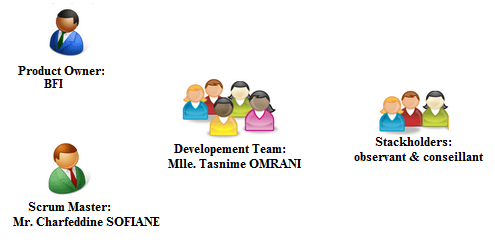 Product Owner:
BFI
Developement Team:
Mlle. Tasnime OMRANI
Stackholders:
observant & conseillant
Scrum Master:
Mr. Charfeddine SOFIANE